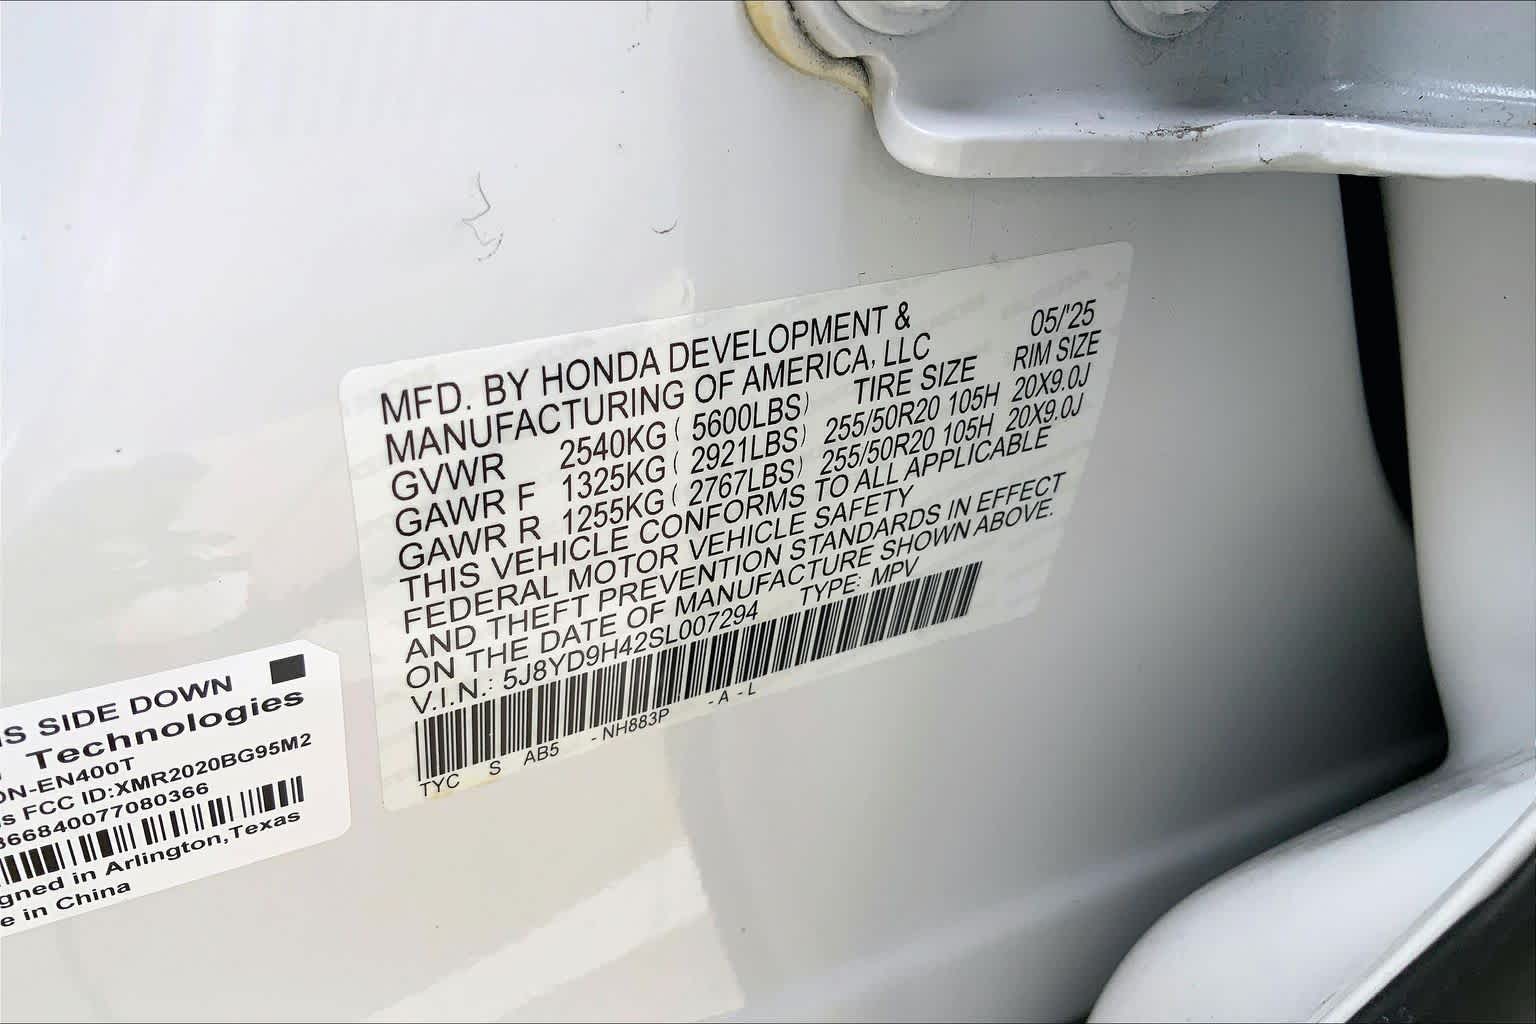 MFD. BY HONDA DEVELOPMENT & 05/'25
MANUFACTURING OF AMERICA, LLC
TIRE SIZE RIM SIZE
GVWR 2540KG ( 5600LBS)
GAWR F 1325KG ( 2921LBS) 255/50R20 105H 20X9.0J
GAWR R 1255KG ( 2767LBS) 255/50R20 105H 20X9.0J
THIS VEHICLE CONFORMS TO ALL APPLICABLE
FEDERAL MOTOR VEHICLE SAFETY
AND THEFT PREVENTION STANDARDS IN EFFECT
ON THE DATE OF MANUFACTURE SHOWN ABOVE.
V.I.N.: 5J8YD9H42SL007294 TYPE: MPV
TYC S AB5 - NH883P - A - L
SIDE DOWN
Technologies
ON-EN400T
FCC ID:XMR2020BG95M2
866840077080366
gned in Arlington,Texas
e in China